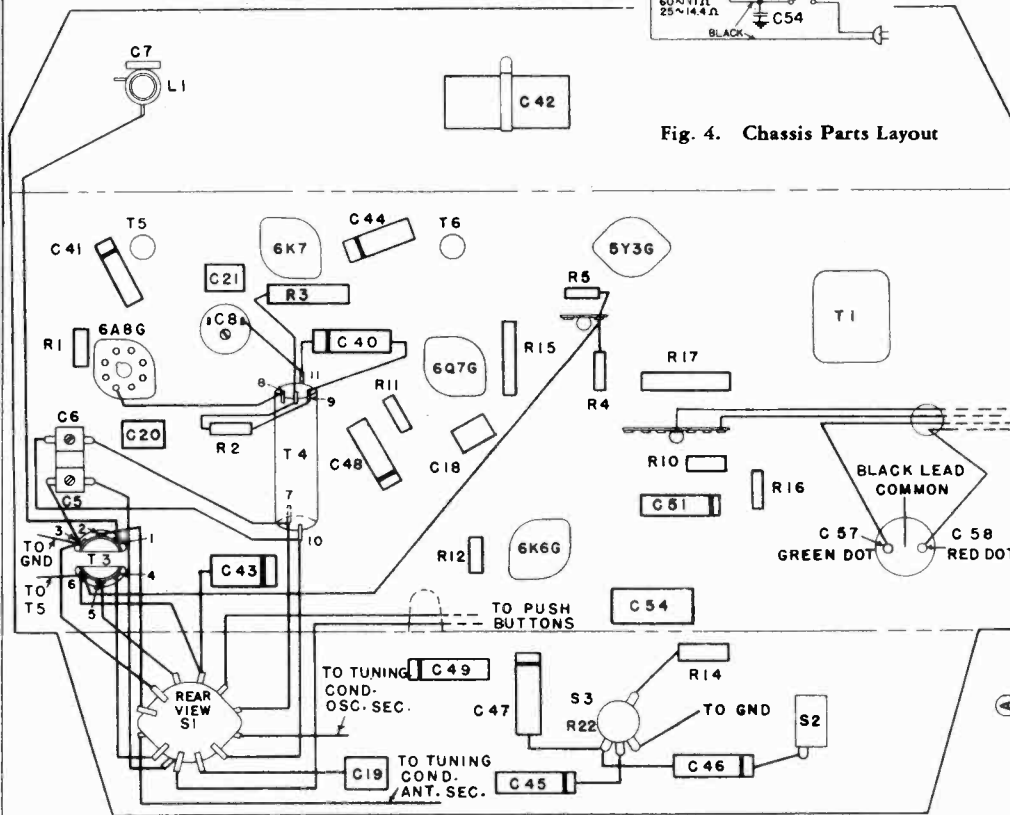 60~11Ω
25~14.4Ω
C54
BLACK
C7
L1
C42
Fig. 4. Chassis Parts Layout
T5
C44
T6
C41
6K7
5Y3G
C21
R5
R3
T1
6A8G
C8
R1
C40
R15
6Q7G
R17
11
8
9
R11
R4
C6
C20
R2
T4
C48
C18
R10
BLACK LEAD
COMMON
R16
C5
7
C51
2
3
1
10
C57
GREEN DOT
C58
RED DOT
TO
GND
T3
R12
6K6G
4
6
C43
TO
T5
5
C54
TO PUSH
BUTTONS
REAR
VIEW
S1
TO TUNING
COND.
OSC. SEC.
C49
R14
C47
S3
R22
TO GND
S2
TO TUNING
COND.
ANT. SEC.
C19
C45
C46
A